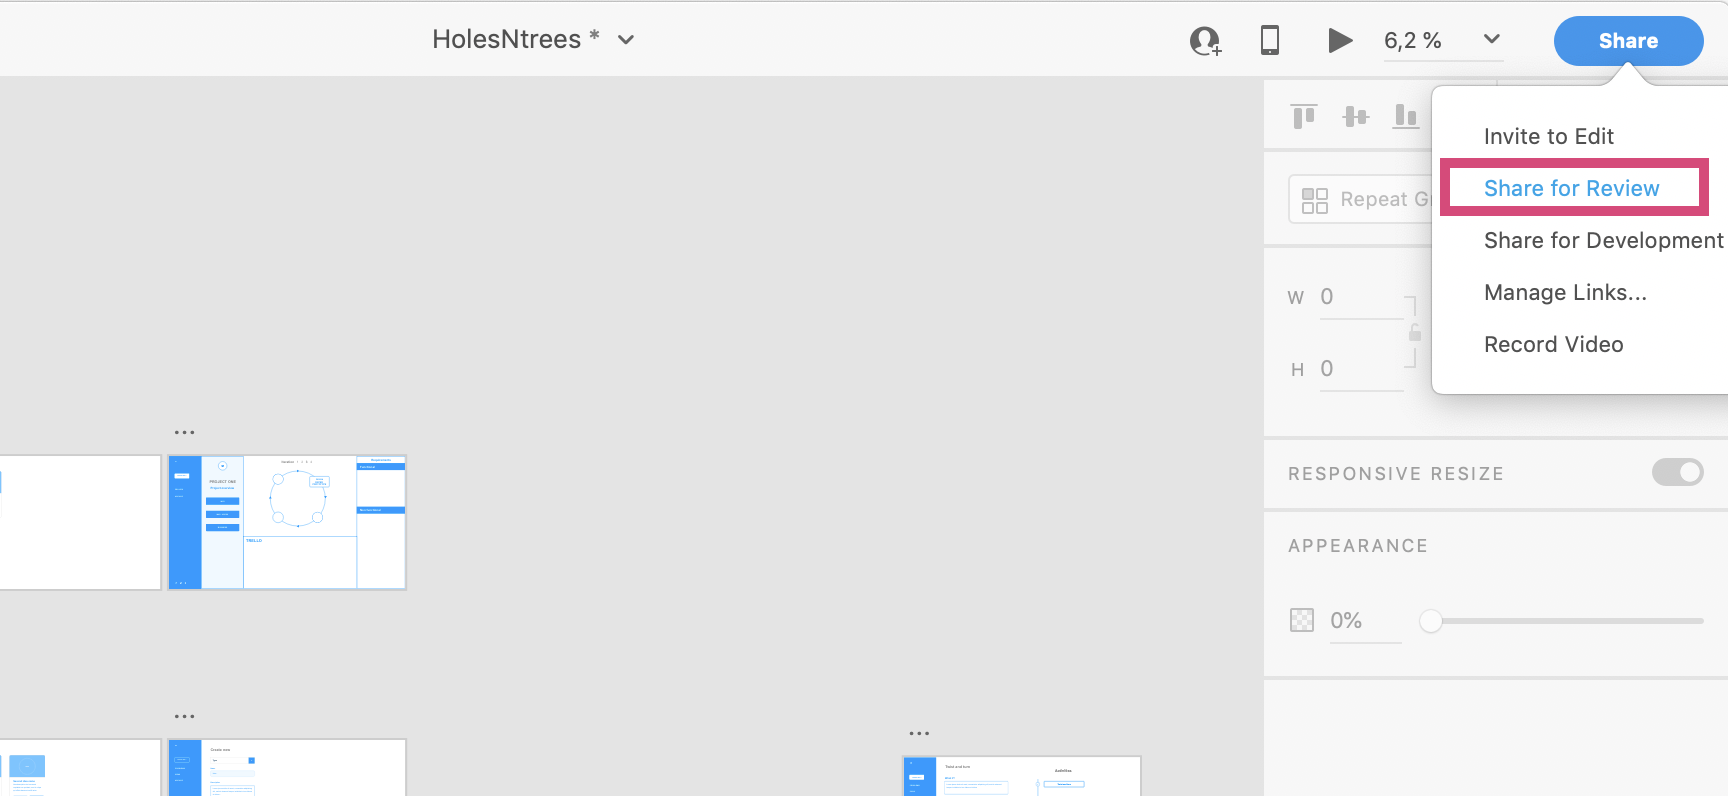 HolesNtrees *
6,2 %
Share
Invite to Edit
Share for Review
Share for Development
Manage Links...
Record Video
Repeat G
W 0
H 0
RESPONSIVE RESIZE
APPEARANCE
0%
...
PROJECT ONE
TRELLO
...
Create new
...
Activities